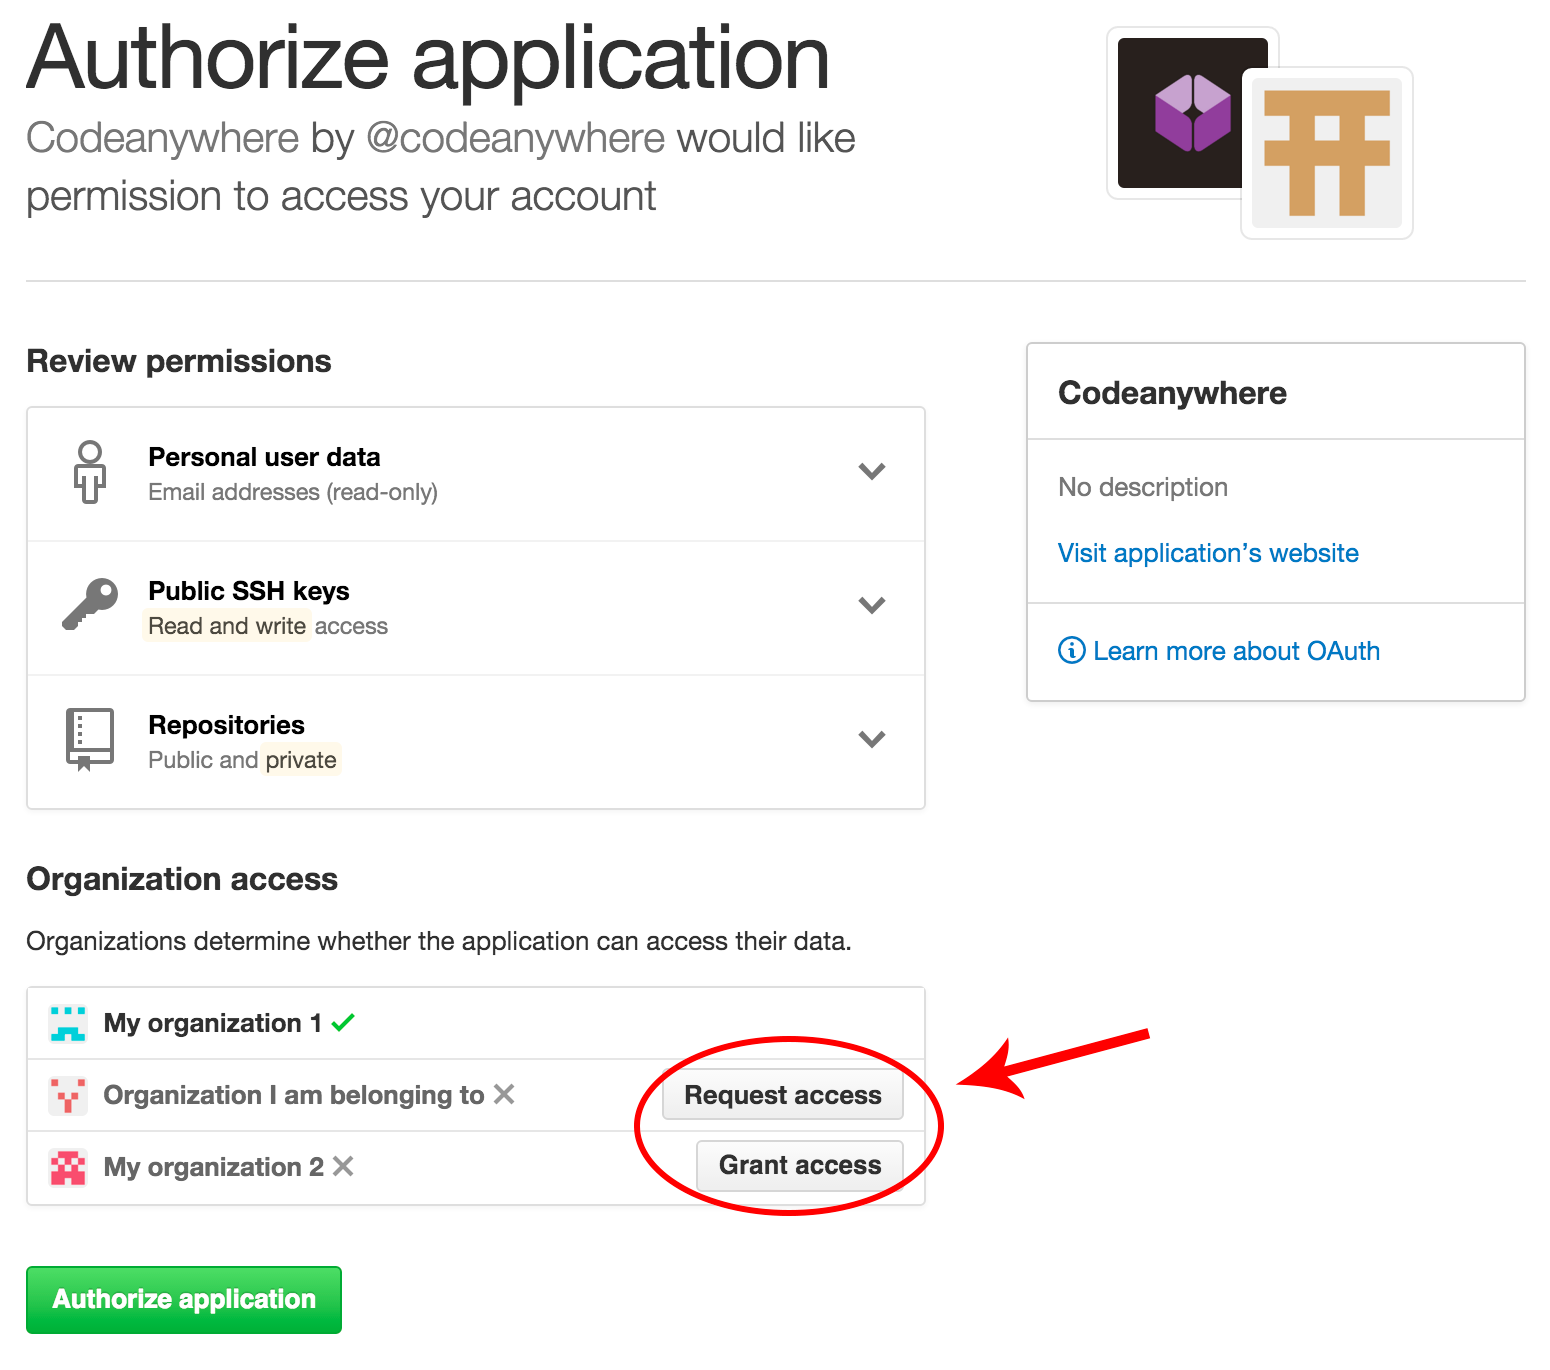 Authorize application
Codeanywhere by @codeanywhere would like
permission to access your account
Review permissions
Personal user data
Email addresses (read-only)
Public SSH keys
Read and write access
Repositories
Public and private
Codeanywhere
No description
Visit application’s website
Learn more about OAuth
Organization access
Organizations determine whether the application can access their data.
My organization 1
Organization I am belonging to
Request access
My organization 2
Grant access
Authorize application